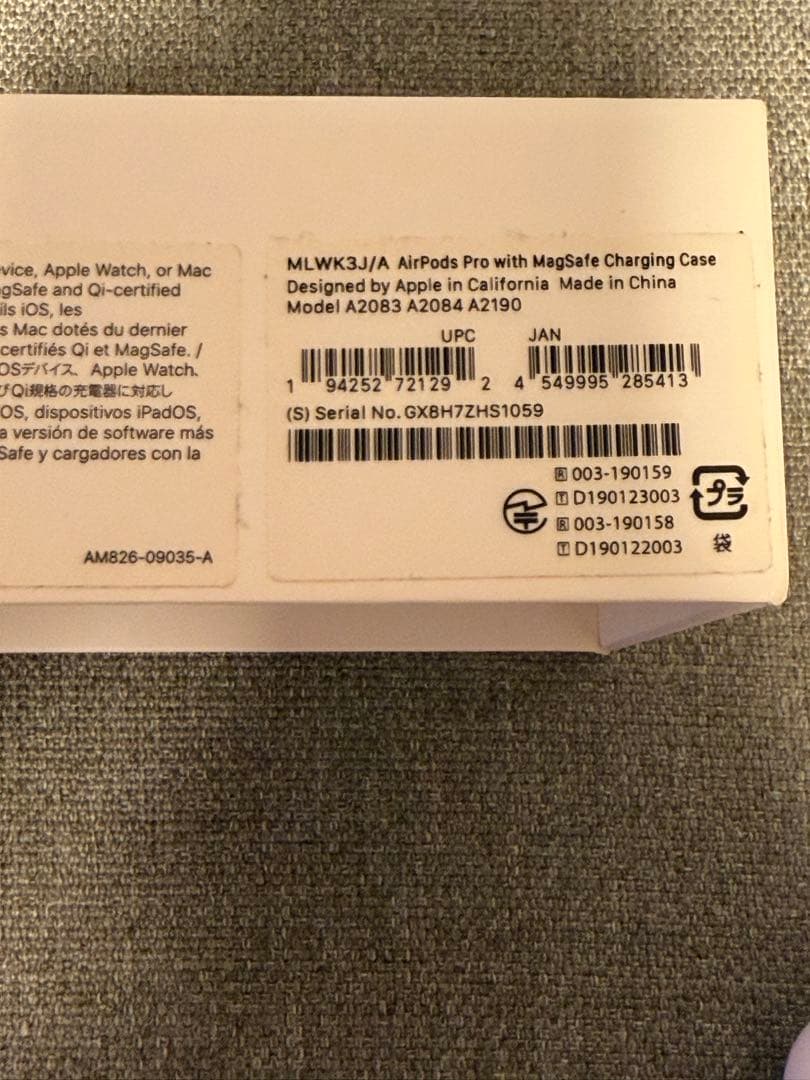 vice, Apple Watch, or Mac
gSafe and Qi-certified
ils iOS, les
s Mac dotés du dernier
certifiés Qi et MagSafe. /
OSデバイス、Apple Watch、
びQi規格の充電器に対応し
OS, dispositivos iPadOS,
a versión de software más
Safe y cargadores con la
AM826-09035-A
MLWK3J/A AirPods Pro with MagSafe Charging Case
Designed by Apple in California Made in China
Model A2083 A2084 A2190
UPC JAN
1 94252 72129 2 4 549995 285413
(S) Serial No. GX8H7ZHS1059
R 003-190159
T D190123003
R 003-190158
T D190122003
プラ
袋